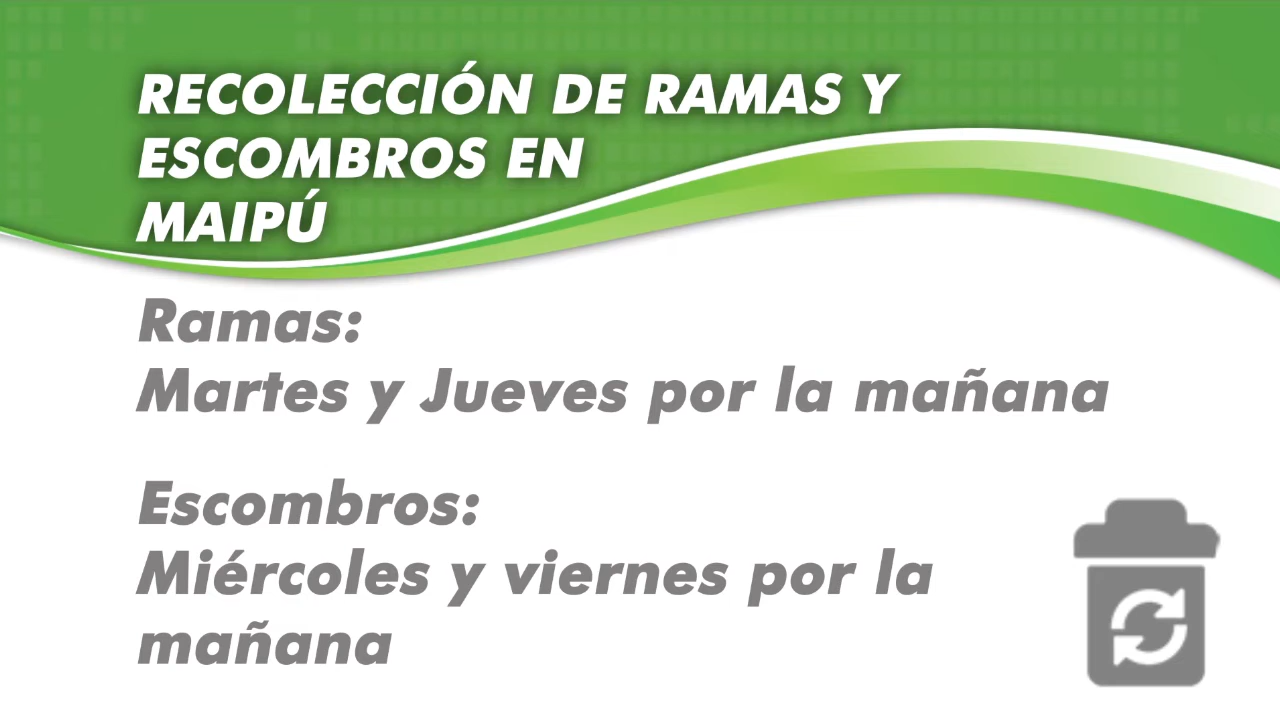 RECOLECCIÓN DE RAMAS Y
ESCOMBROS EN
MAIPÚ
Ramas:
Martes y Jueves por la mañana
Escombros:
Miércoles y viernes por la
mañana